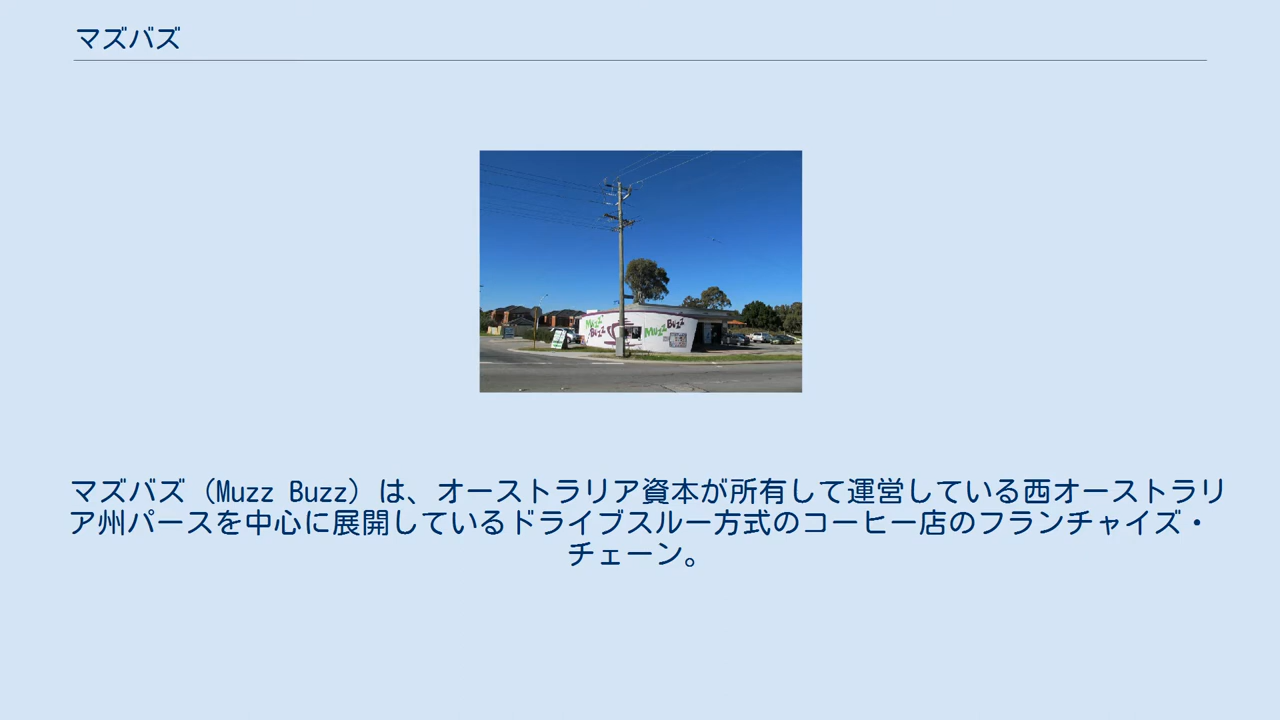 マズバズ
Muzz Buzz
Muzz Buzz
マズバズ（Muzz Buzz）は、オーストラリア資本が所有して運営している西オーストラリ
ア州パースを中心に展開しているドライブスルー方式のコーヒー店のフランチャイズ・
チェーン。